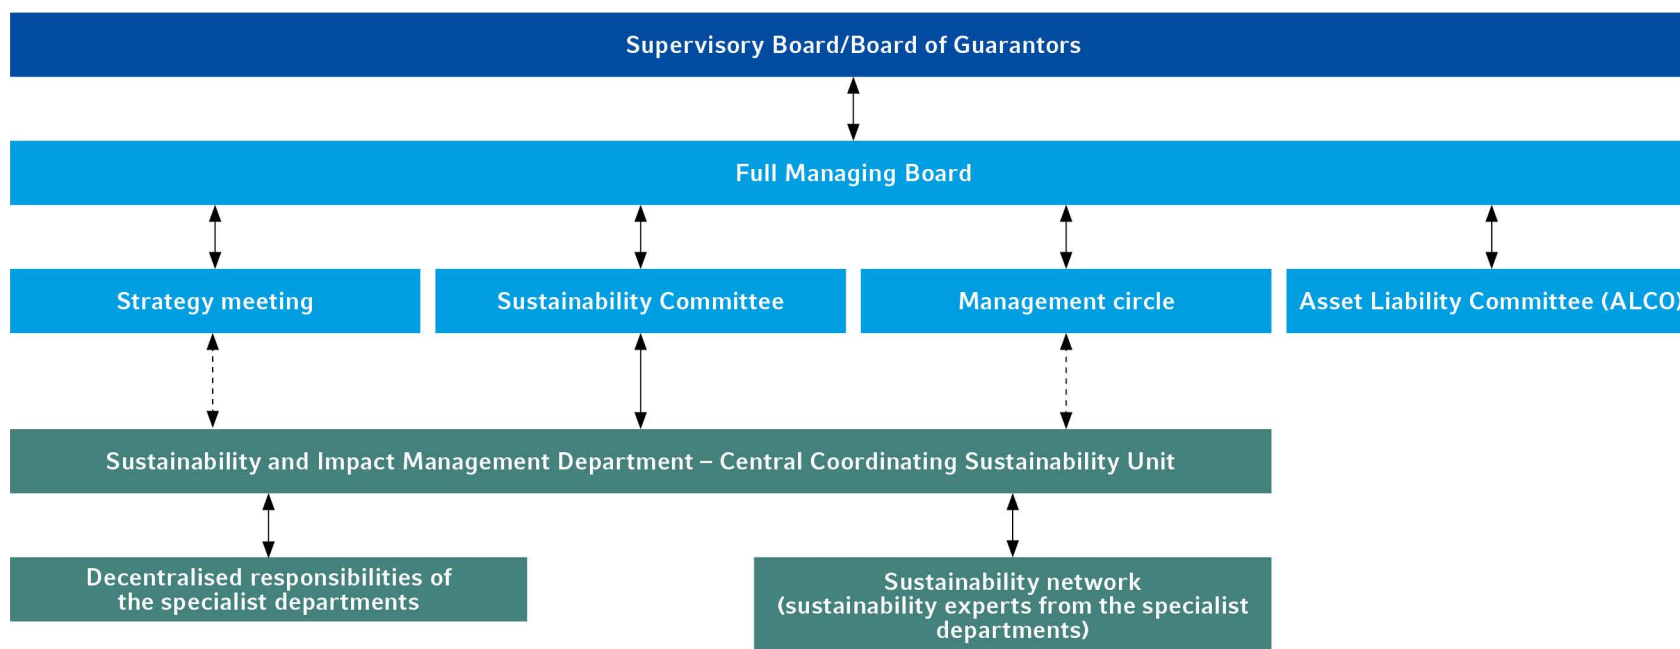 Supervisory Board/Board of Guarantors
Full Managing Board
Strategy meeting
Sustainability Committee
Management circle
Asset Liability Committee (ALCO)
Sustainability and Impact Management Department – Central Coordinating Sustainability Unit
Decentralised responsibilities of
the specialist departments
Sustainability network
(sustainability experts from the specialist
departments)